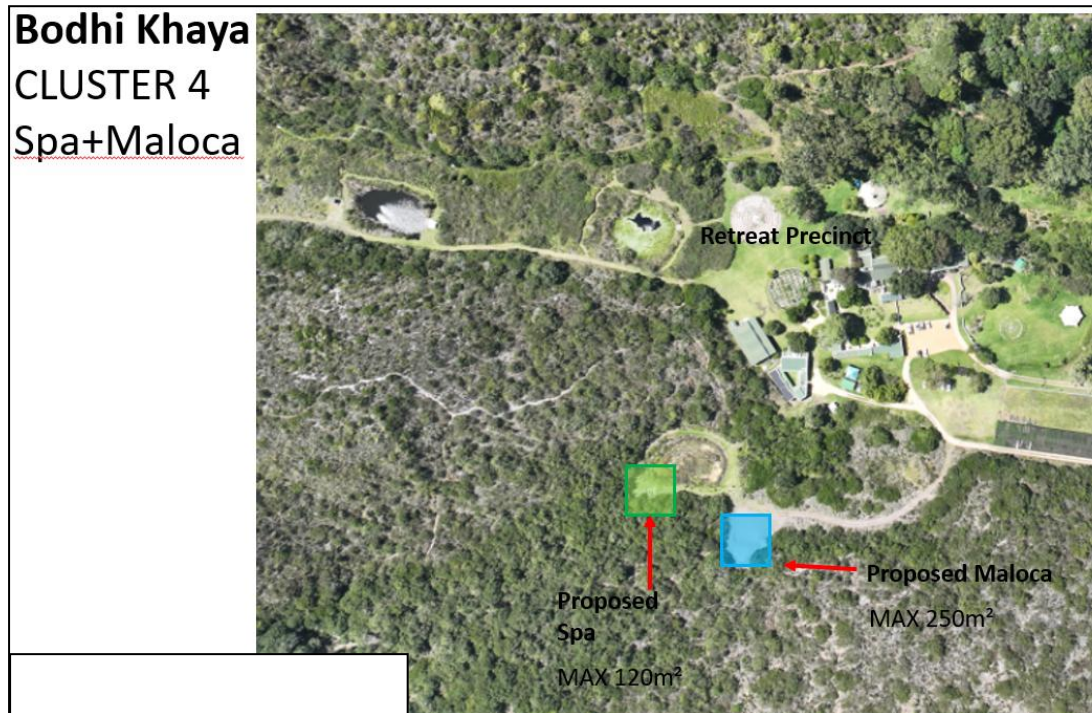 Bodhi Khaya
CLUSTER 4
Spa+Maloca
Retreat Precinct
Proposed Maloca
MAX 250m²
Proposed
Spa
MAX 120m²